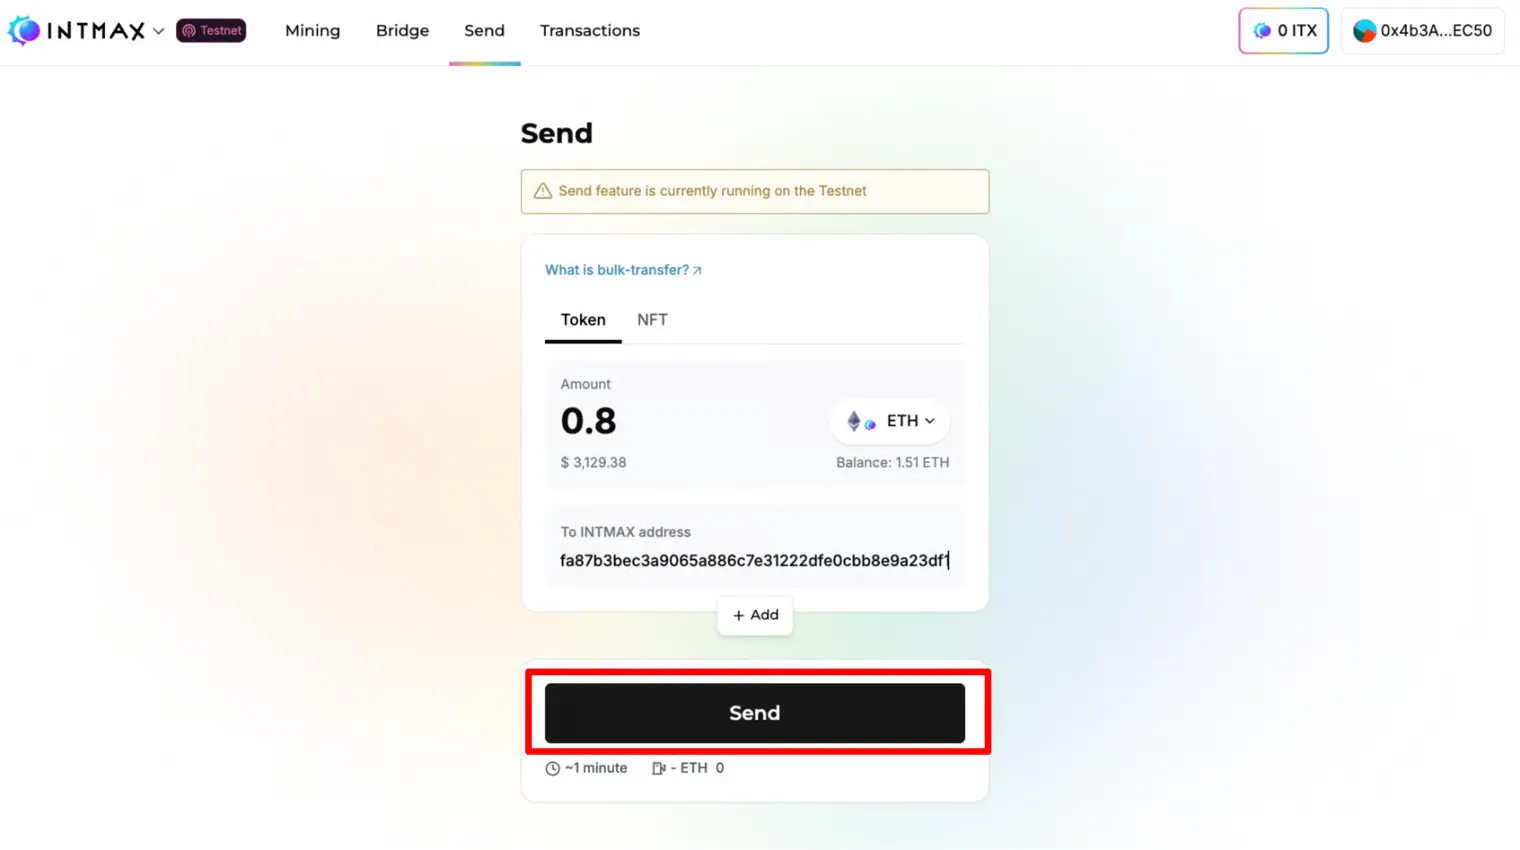 INTMAX Testnet Mining Bridge Send Transactions 0 ITX 0x4b3A...EC50
Send
Send feature is currently running on the Testnet
What is bulk-transfer?
Token NFT
Amount
0.8 ETH
$ 3,129.38 Balance: 1.51 ETH
To INTMAX address
fa87b3bec3a9065a886c7e31222dfe0cbb8e9a23df1
+ Add
Send
~1 minute - ETH 0